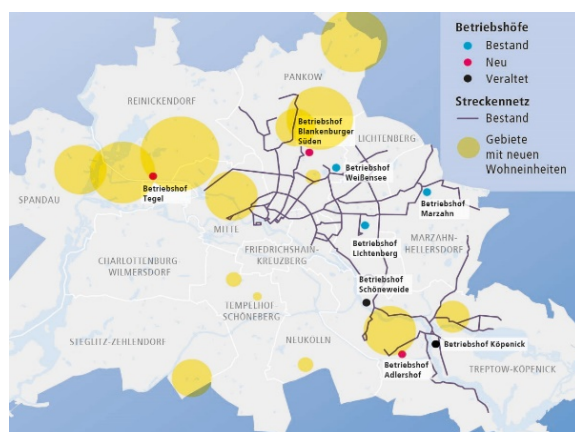 Betriebshöfe
Bestand
Neu
Veraltet
Streckennetz
Bestand
Gebiete
mit neuen
Wohneinheiten
PANKOW
REINICKENDORF
LICHTENBERG
Betriebshof
Blankenburger
Süden
Betriebshof
Weißensee
Betriebshof
Tegel
Betriebshof
Marzahn
SPANDAU
MITTE
Betriebshof
Lichtenberg
MARZAHN-
HELLERSDORF
FRIEDRICHSHAIN-
KREUZBERG
CHARLOTTENBURG
WILMERSDORF
Betriebshof
Schöneweide
TEMPELHOF
SCHÖNEBERG
STEGLITZ-ZEHLENDORF
NEUKÖLLN
Betriebshof Köpenick
Betriebshof
Adlershof
TREPTOW-KÖPENICK